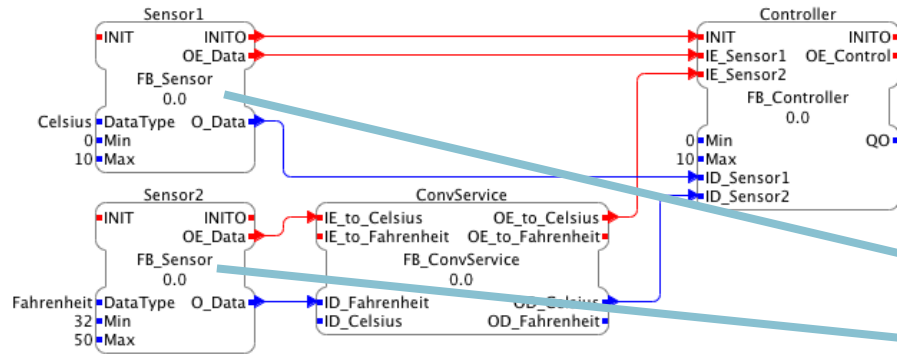 Sensor1
INIT INITO
OE_Data
FB_Sensor
0.0
Celsius DataType O_Data
0 Min
10 Max
Controller
INIT INITO
IE_Sensor1 OE_Control
IE_Sensor2
FB_Controller
0.0
0 Min QO
10 Max
ID_Sensor1
ID_Sensor2
Sensor2
INIT INITO
OE_Data
FB_Sensor
0.0
Fahrenheit DataType O_Data
32 Min
50 Max
ConvService
IE_to_Celsius OE_to_Celsius
IE_to_Fahrenheit OE_to_Fahrenheit
FB_ConvService
0.0
ID_Fahrenheit OD_Celsius
ID_Celsius OD_Fahrenheit